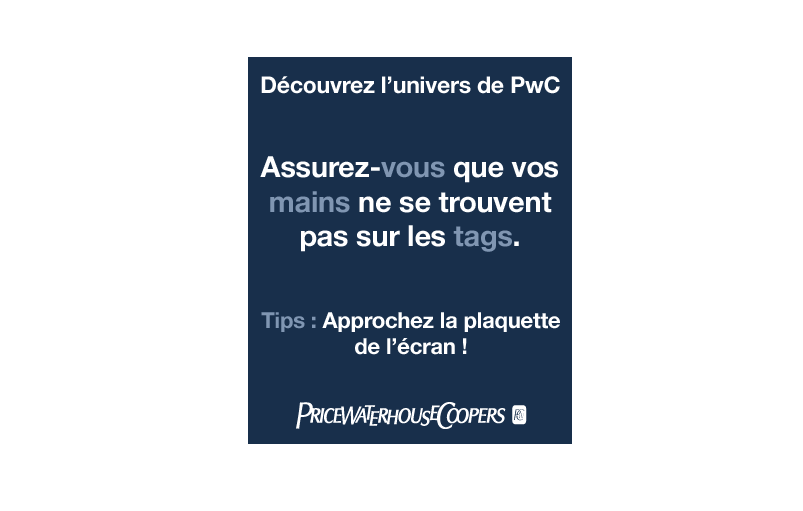 Découvrez l’univers de PwC
Assurez-vous que vos
mains ne se trouvent
pas sur les tags.
Tips : Approchez la plaquette
de l’écran !
PRICEWATERHOUSECOOPERS